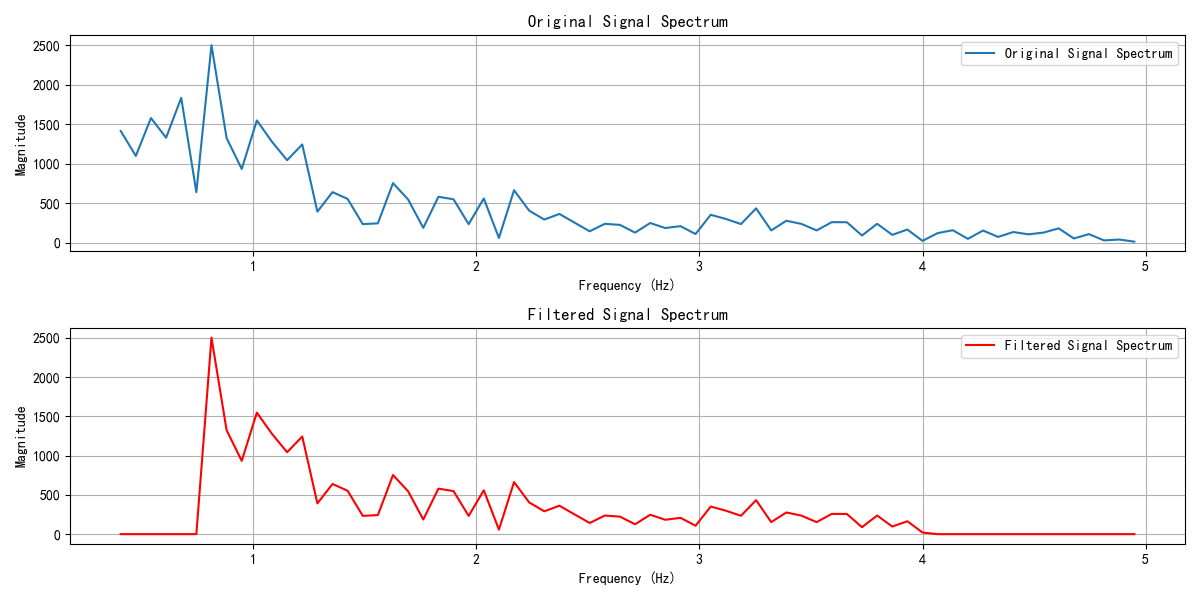 Original Signal Spectrum
2500
2000
1500
1000
500
0
Magnitude
Original Signal Spectrum
1 2 3 4 5
Frequency (Hz)
Filtered Signal Spectrum
2500
2000
1500
1000
500
0
Magnitude
Filtered Signal Spectrum
1 2 3 4 5
Frequency (Hz)